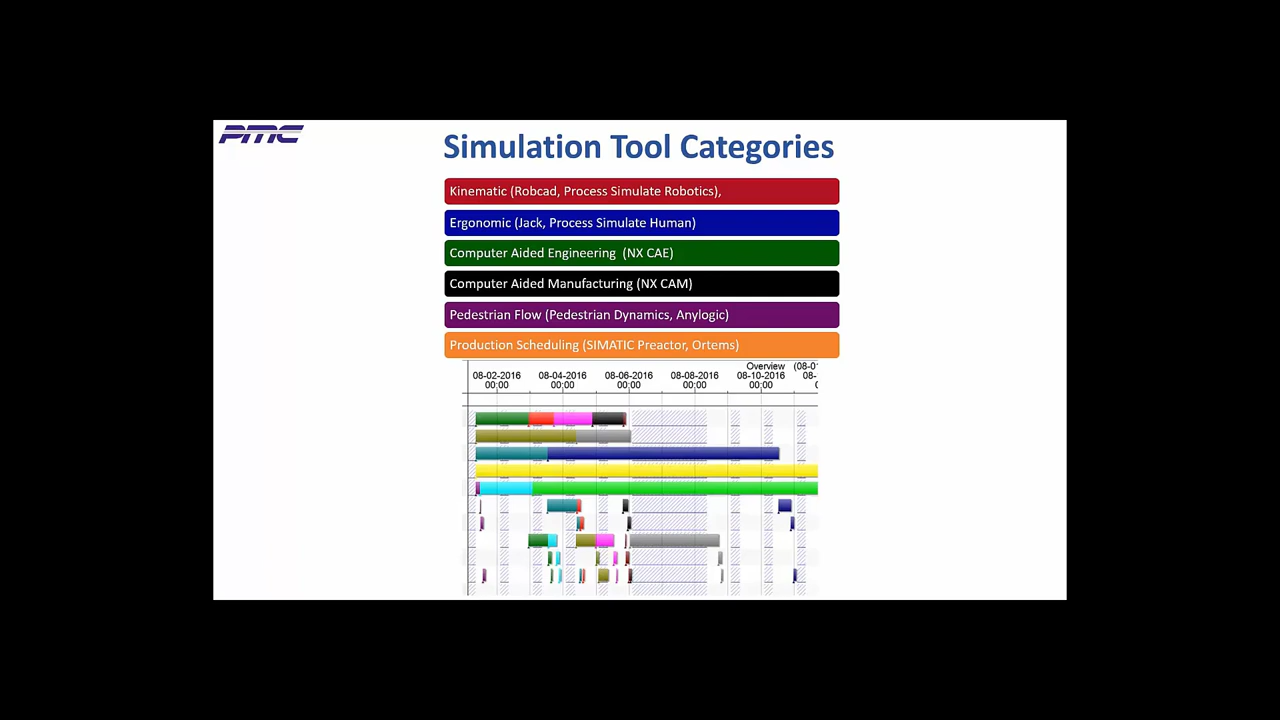 PMC
Simulation Tool Categories
Kinematic (Robcad, Process Simulate Robotics),
Ergonomic (Jack, Process Simulate Human)
Computer Aided Engineering  (NX CAE)
Computer Aided Manufacturing (NX CAM)
Pedestrian Flow (Pedestrian Dynamics, Anylogic)
Production Scheduling (SIMATIC Preactor, Ortems)
Overview (08-0
08-02-2016 08-04-2016 08-06-2016 08-08-2016 08-10-2016 08-
00:00 00:00 00:00 00:00 00:00